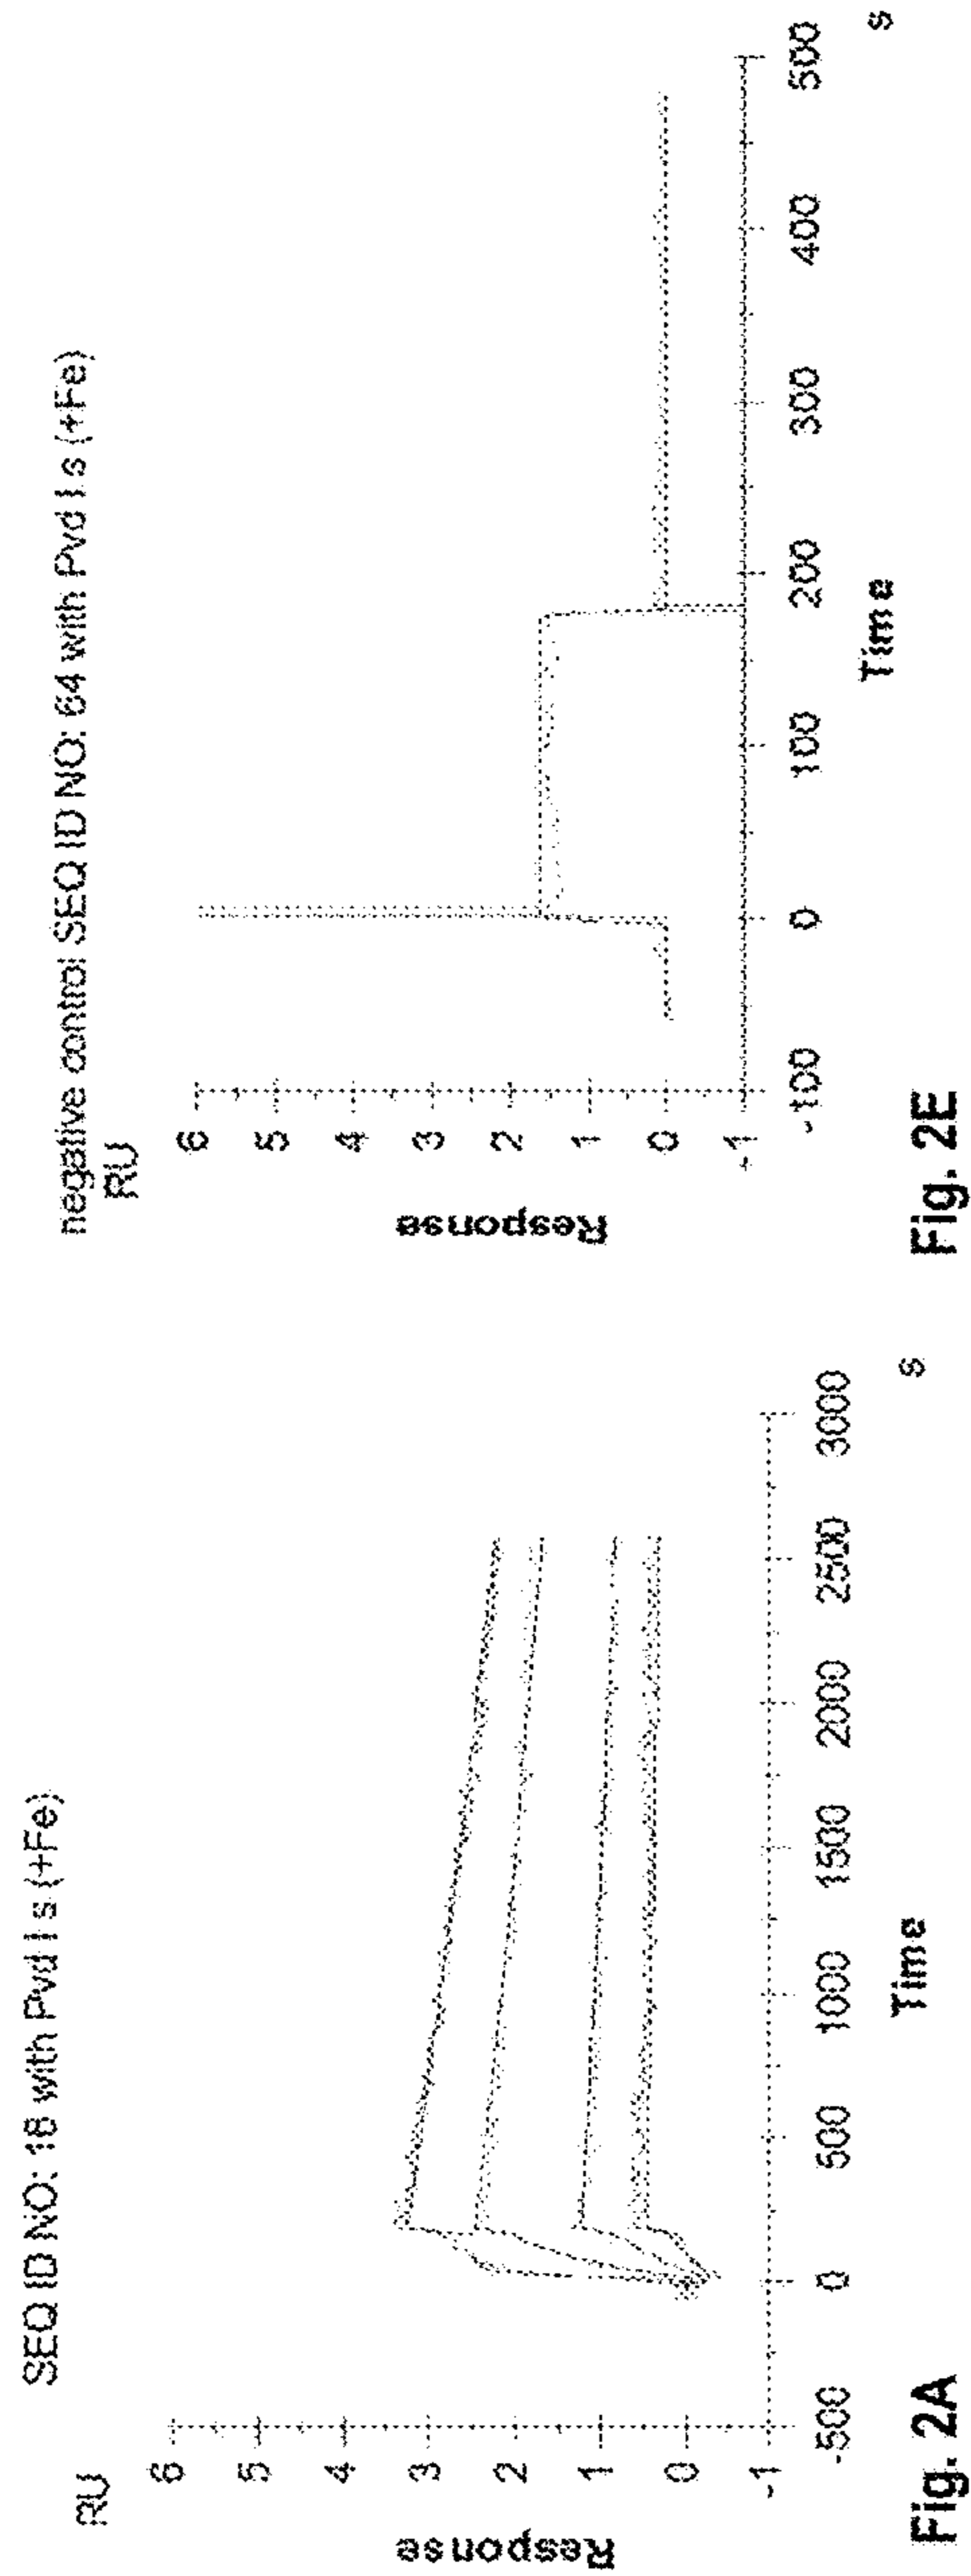 SEQ ID NO: 18 with Pvd I s (+Fe)
RU
6
5
4
3
2
1
0
-1
Response
-500
0
500
1000
1500
2000
2500
3000
s
Time
Fig. 2A
negative control SEQ ID NO: 64 with Pvd I s (+Fe)
RU
6
5
4
3
2
1
0
-1
Response
-100
0
100
200
300
400
500
s
Time
Fig. 2E